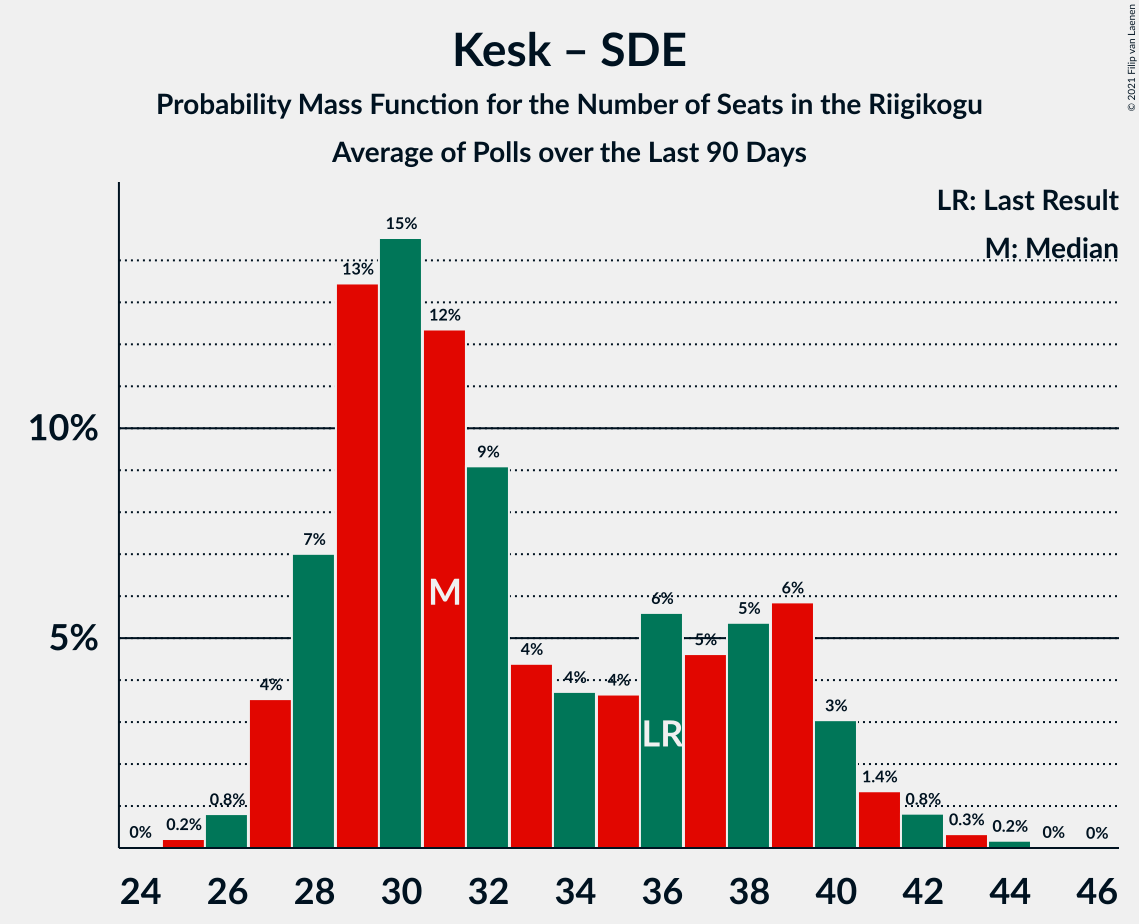 Kesk – SDE
Probability Mass Function for the Number of Seats in the Riigikogu
Average of Polls over the Last 90 Days
© 2021 Filip van Laenen
LR: Last Result
M: Median
10%
5%
0%
0.2%
0.8%
4%
7%
13%
15%
12%
9%
4%
4%
4%
6%
5%
5%
6%
3%
1.4%
0.8%
0.3%
0.2%
0%
0%
M
LR
24 26 28 30 32 34 36 38 40 42 44 46